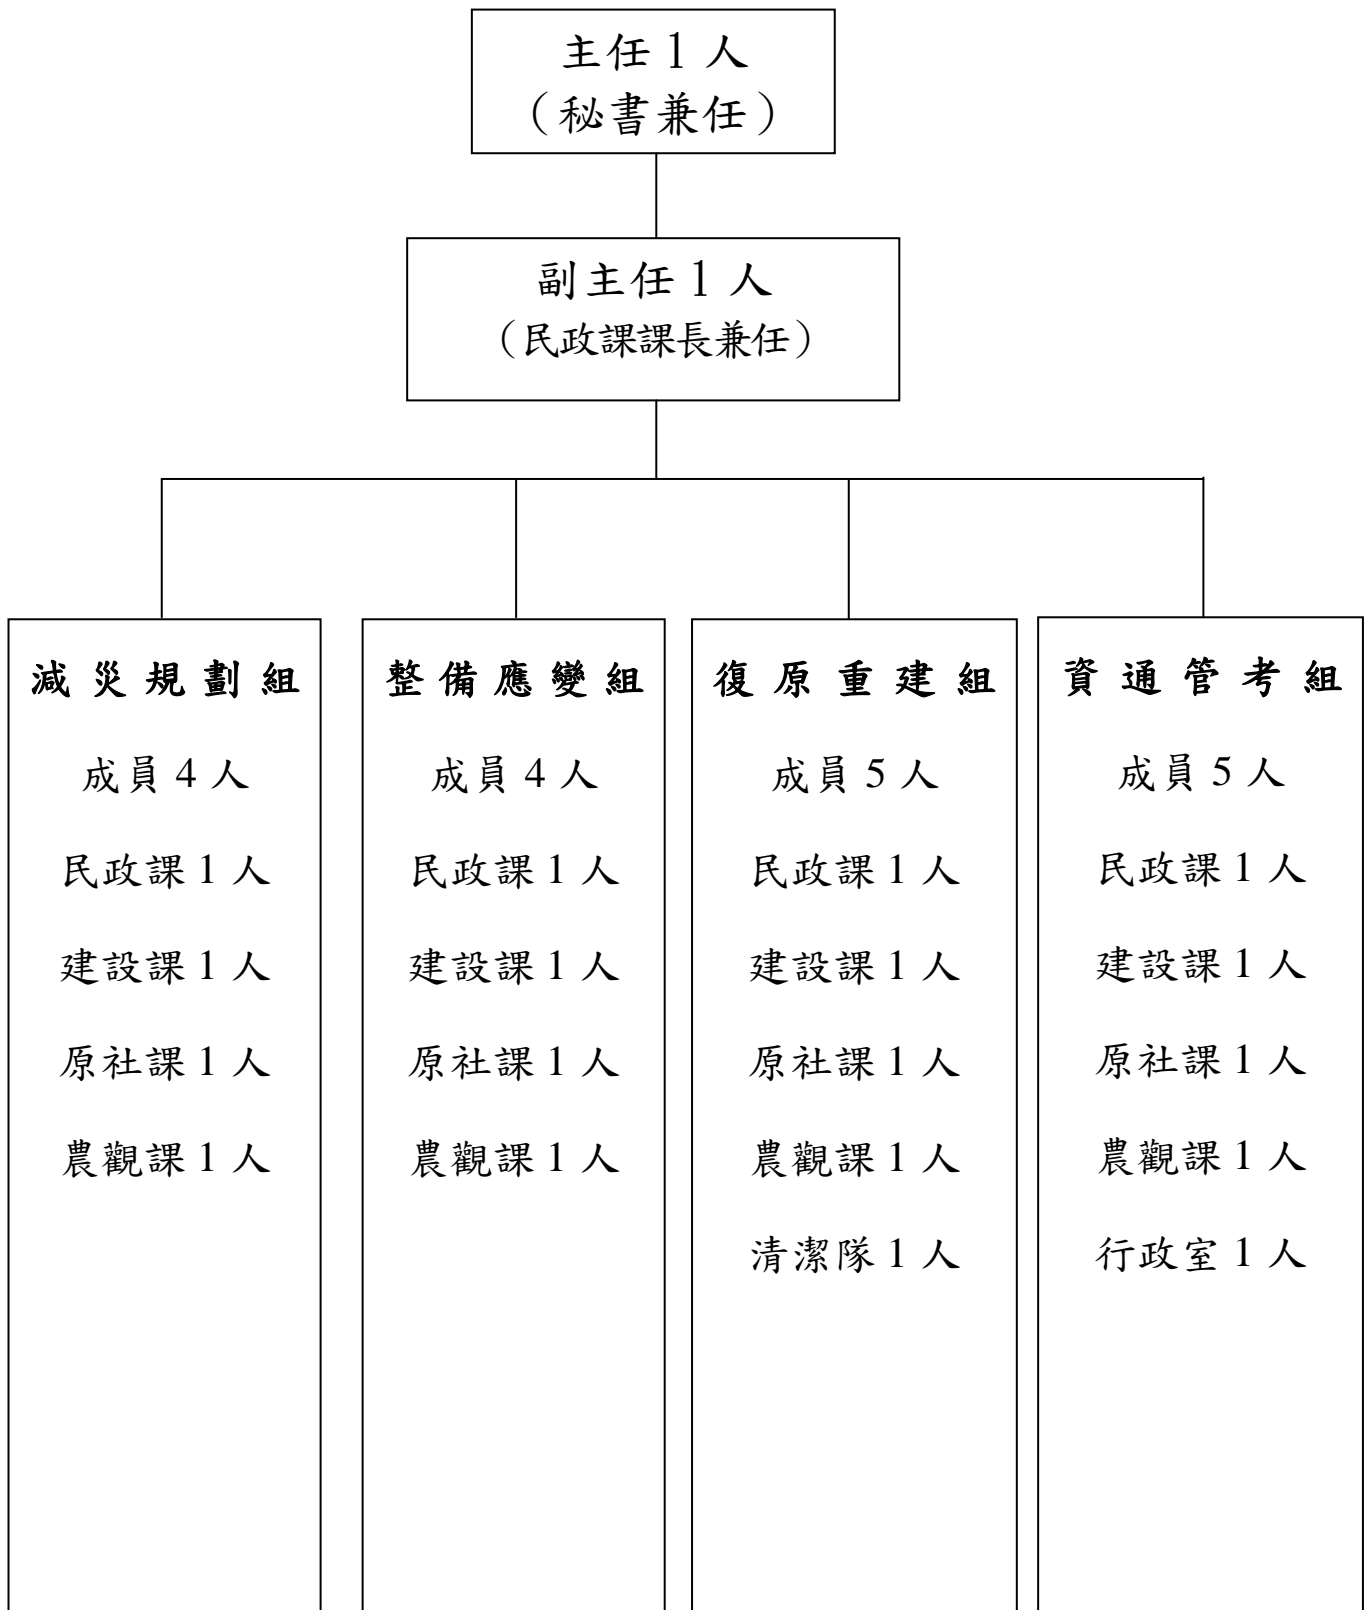 主任1人
（秘書兼任）
副主任1人
（民政課課長兼任）
減災規劃組
成員4人
民政課1人
建設課1人
原社課1人
農觀課1人
整備應變組
成員4人
民政課1人
建設課1人
原社課1人
農觀課1人
復原重建組
成員5人
民政課1人
建設課1人
原社課1人
農觀課1人
清潔隊1人
資通管考組
成員5人
民政課1人
建設課1人
原社課1人
農觀課1人
行政室1人